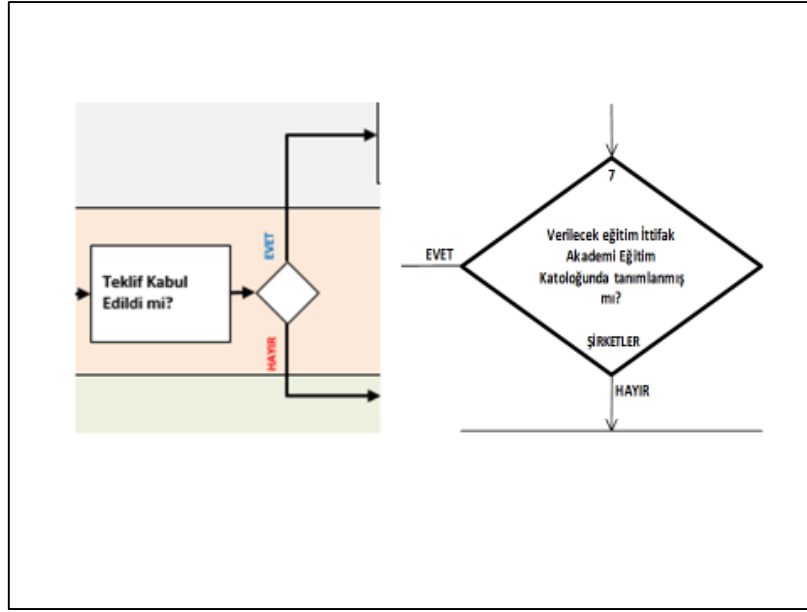 EVET
Teklif Kabul
Edildi mi?
HAYIR
7
Verilecek eğitim İttifak
Akademi Eğitim
Katoloğunda tanımlanmış
mı?
ŞİRKETLER
EVET
HAYIR